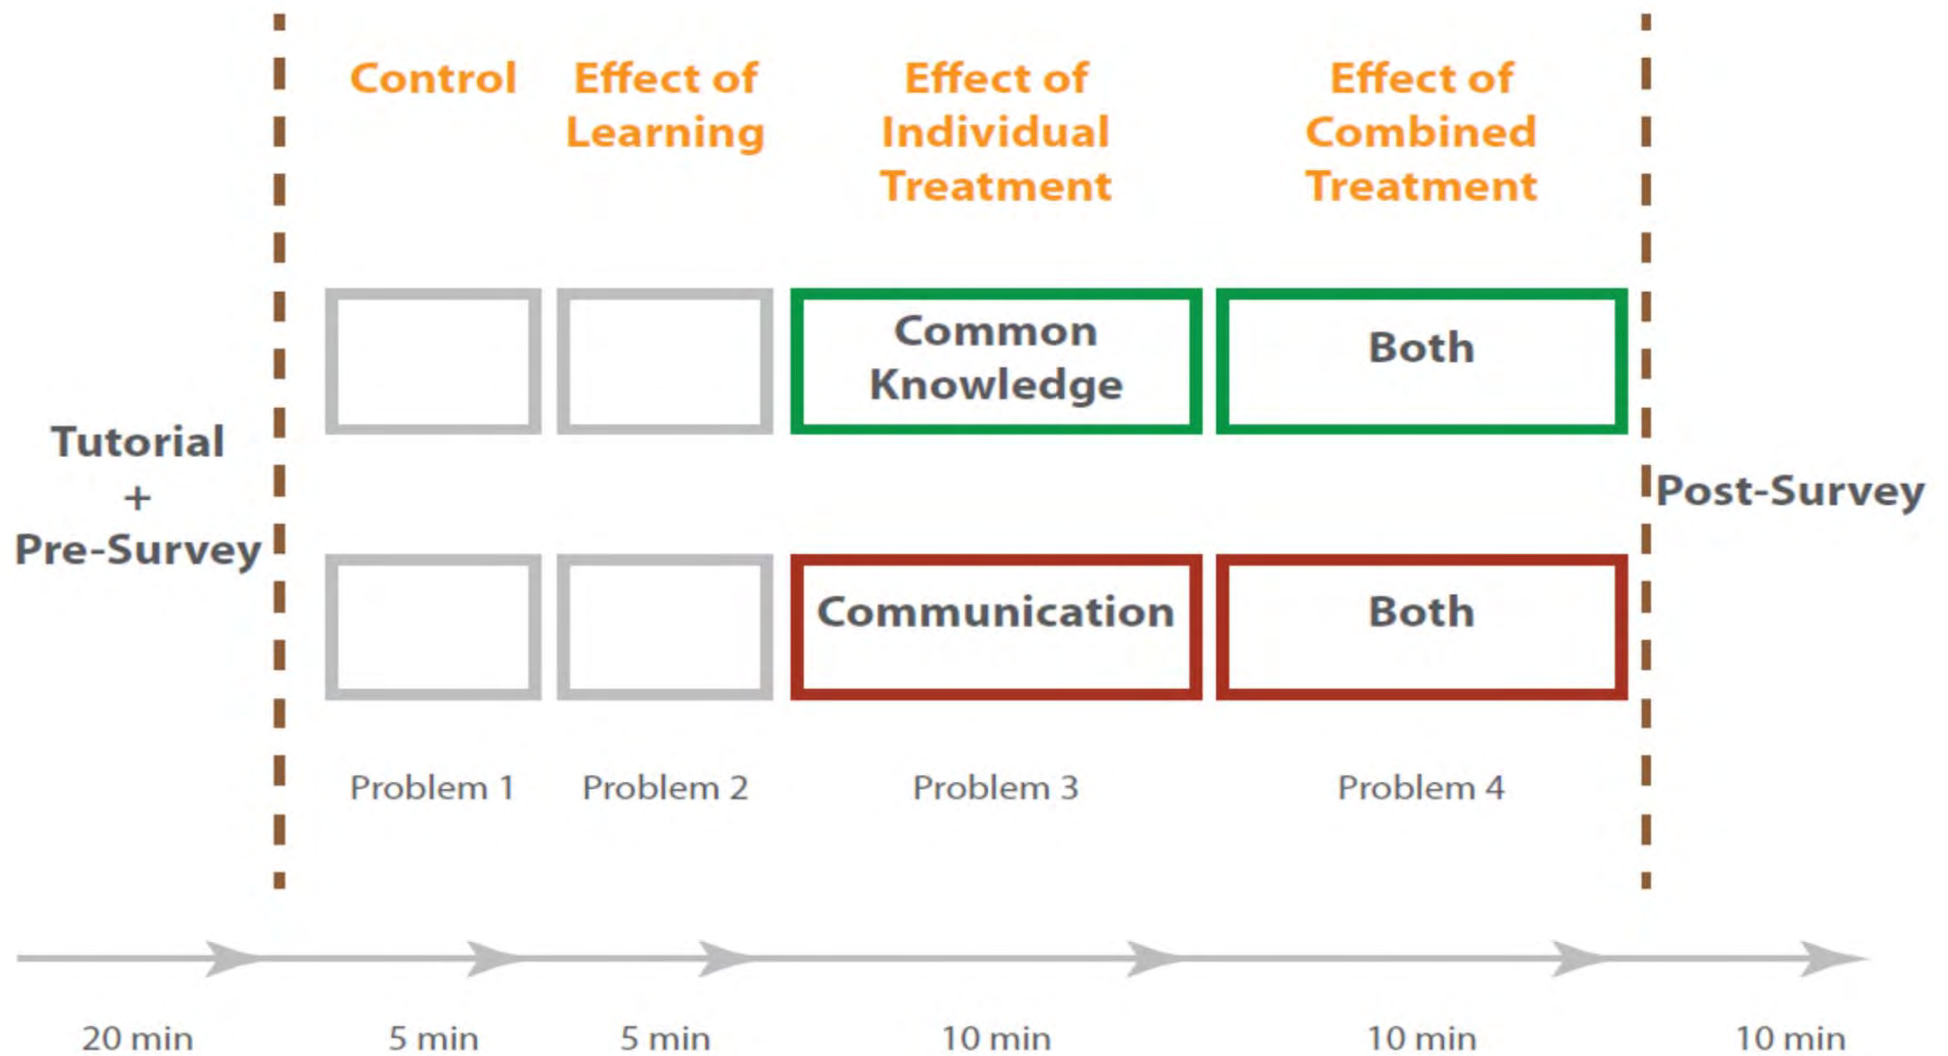 Control
Effect of
Learning
Effect of
Individual
Treatment
Effect of
Combined
Treatment
Common
Knowledge
Both
Tutorial
+
Pre-Survey
Post-Survey
Communication
Both
Problem 1
Problem 2
Problem 3
Problem 4
20 min
5 min
5 min
10 min
10 min
10 min